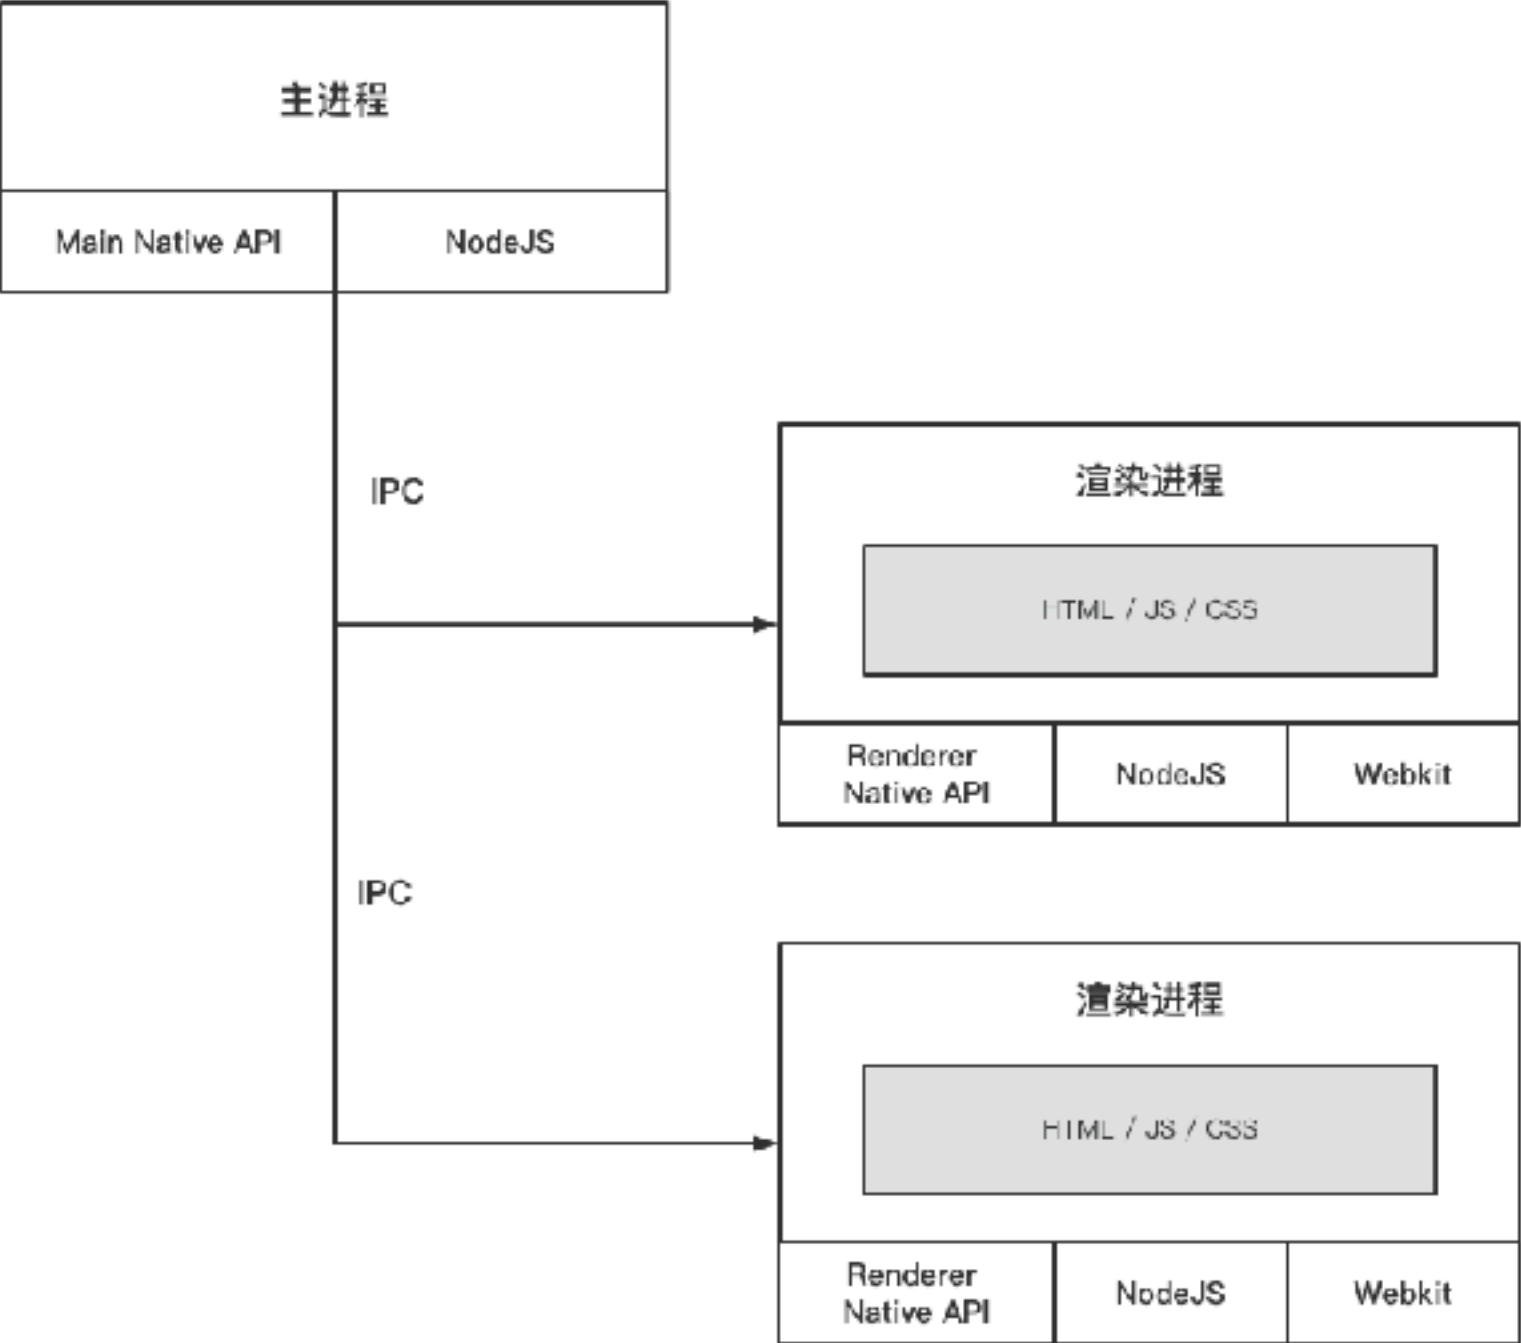 主进程
Main Native API
NodeJS
IPC
渲染进程
HTML / JS / CSS
Renderer
Native API
NodeJS
Webkit
IPC
渲染进程
HTML / JS / CSS
Renderer
Native API
NodeJS
Webkit